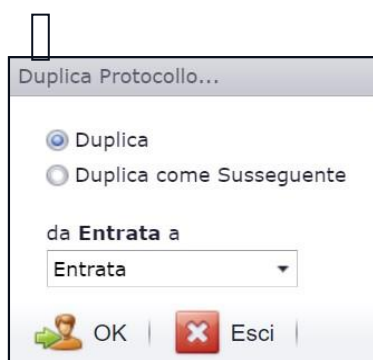 Duplica Protocollo...
Duplica
Duplica come Susseguente
da Entrata a
Entrata
OK Esci